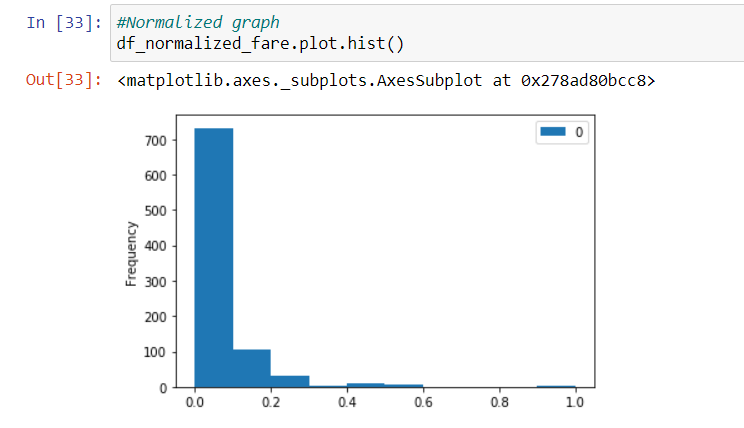 In [33]: #Normalized graph
df_normalized_fare.plot.hist()
Out[33]: <matplotlib.axes._subplots.AxesSubplot at 0x278ad80bcc8>
0
700
600
500
400
300
200
100
0
Frequency
0.0 0.2 0.4 0.6 0.8 1.0